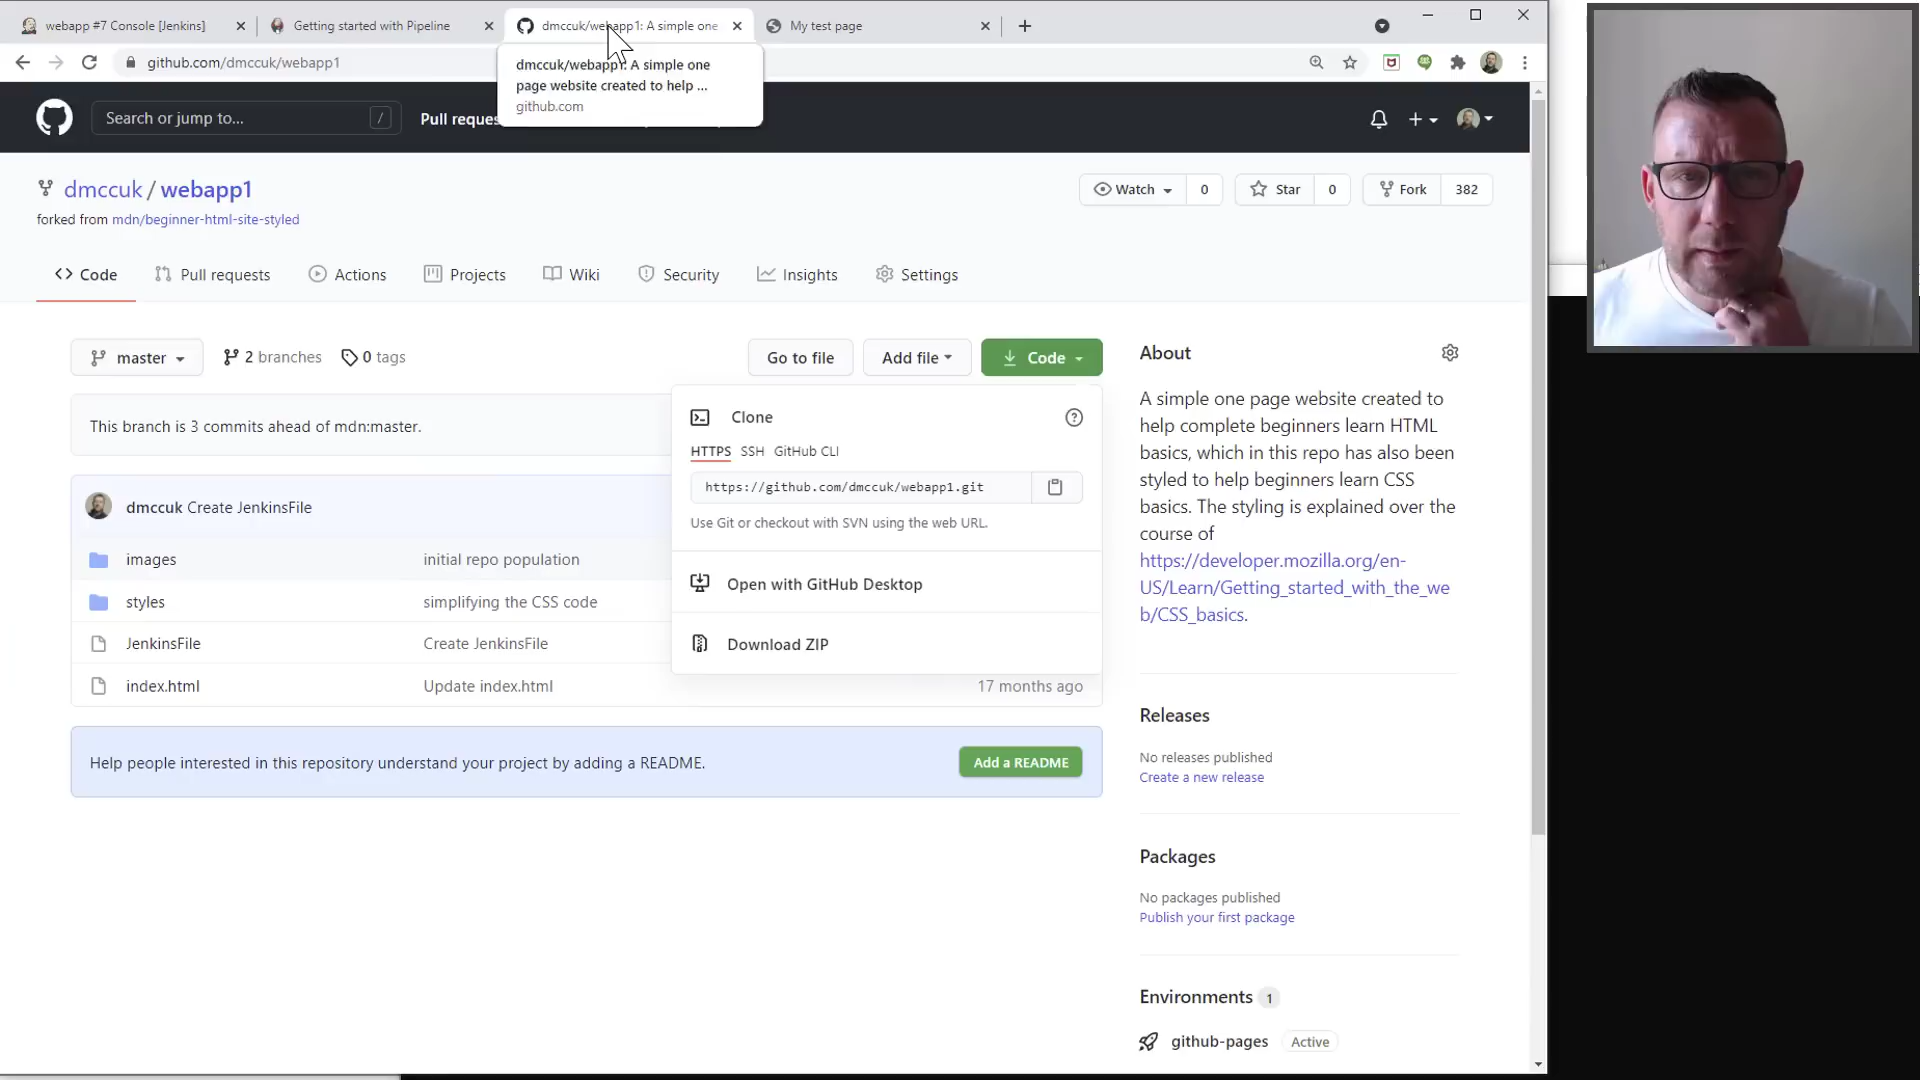 webapp #7 Console [Jenkins]
Getting started with Pipeline
dmccuk/webapp1: A simple one
My test page
github.com/dmccuk/webapp1
dmccuk/webapp1: A simple one
page website created to help ...
github.com
Search or jump to...
/
Pull reques
dmccuk / webapp1
forked from mdn/beginner-html-site-styled
Watch 0
Star 0
Fork 382
Code
Pull requests
Actions
Projects
Wiki
Security
Insights
Settings
master
2 branches
0 tags
Go to file
Add file
Code
This branch is 3 commits ahead of mdn:master.
Clone
HTTPS SSH GitHub CLI
https://github.com/dmccuk/webapp1.git
Use Git or checkout with SVN using the web URL.
Open with GitHub Desktop
Download ZIP
dmccuk Create JenkinsFile
images initial repo population
styles simplifying the CSS code
JenkinsFile Create JenkinsFile
index.html Update index.html 17 months ago
Help people interested in this repository understand your project by adding a README.
Add a README
About
A simple one page website created to
help complete beginners learn HTML
basics, which in this repo has also been
styled to help beginners learn CSS
basics. The styling is explained over the
course of
https://developer.mozilla.org/en-
US/Learn/Getting_started_with_the_we
b/CSS_basics.
Releases
No releases published
Create a new release
Packages
No packages published
Publish your first package
Environments 1
github-pages Active